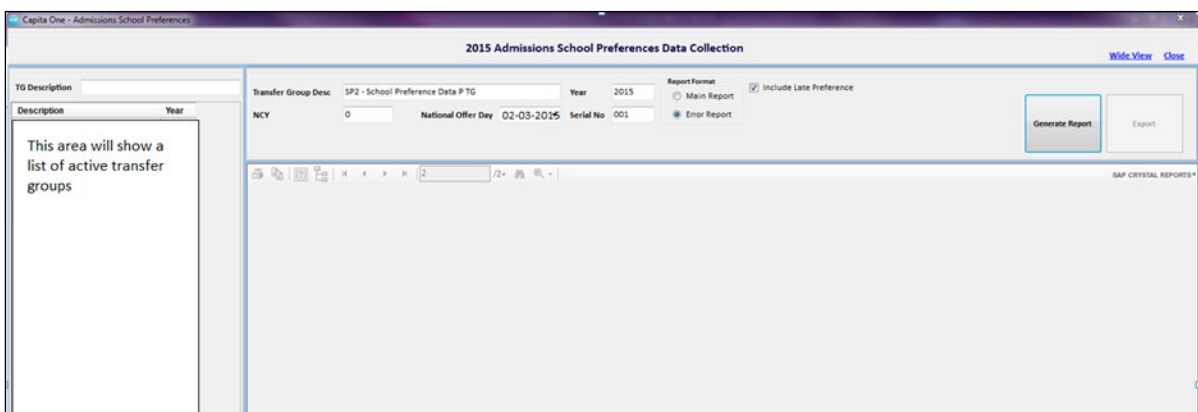 Capita One - Admissions School Preferences
x
2015 Admissions School Preferences Data Collection
Wide View Close
TG Description
Description Year
This area will show a
list of active transfer
groups
Transfer Group Desc SP2 - School Preference Data P TG Year 2015
NCY 0 National Offer Day 02-03-2015 Serial No 001
Report Format
Main Report
Error Report
Include Late Preference
Generate Report Export
2 /2+
SAP CRYSTAL REPORTS®